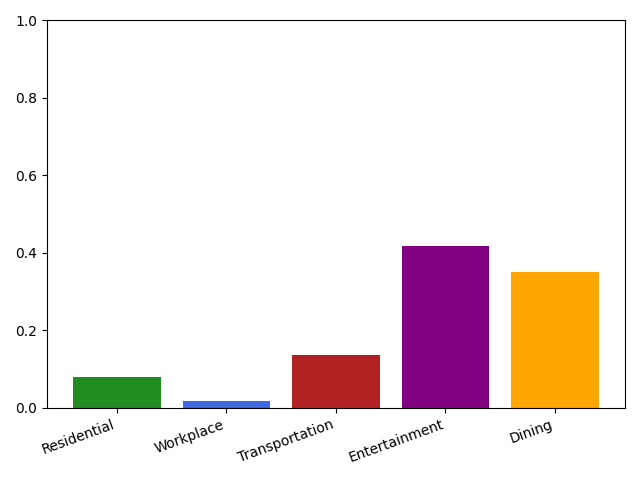 1.0
0.8
0.6
0.4
0.2
0.0
Residential
Workplace
Transportation
Entertainment
Dining